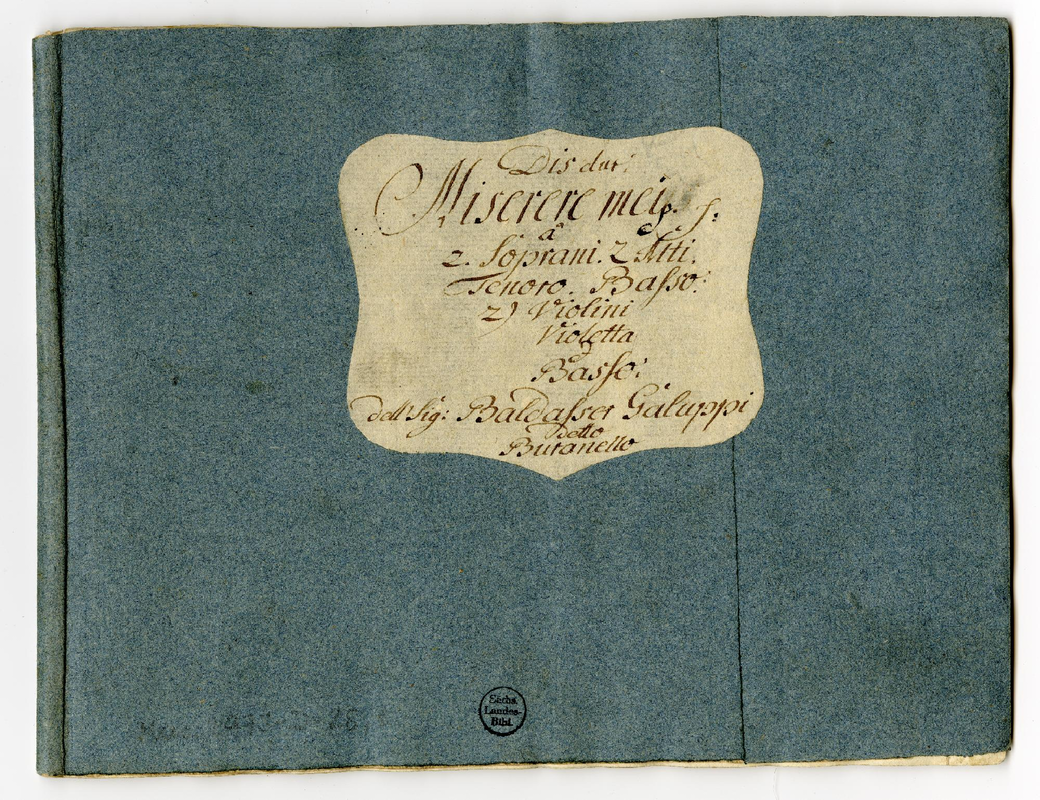 Dis dur:
Miserere mei
à
2. Soprani. 2 Alti.
Tenoro. Basso:
2) Violini
Violetta
e
Basso:
dell Sig: Baldasser Galuppi
detto
Buranello
Sächs.
Landes-
Bibl.